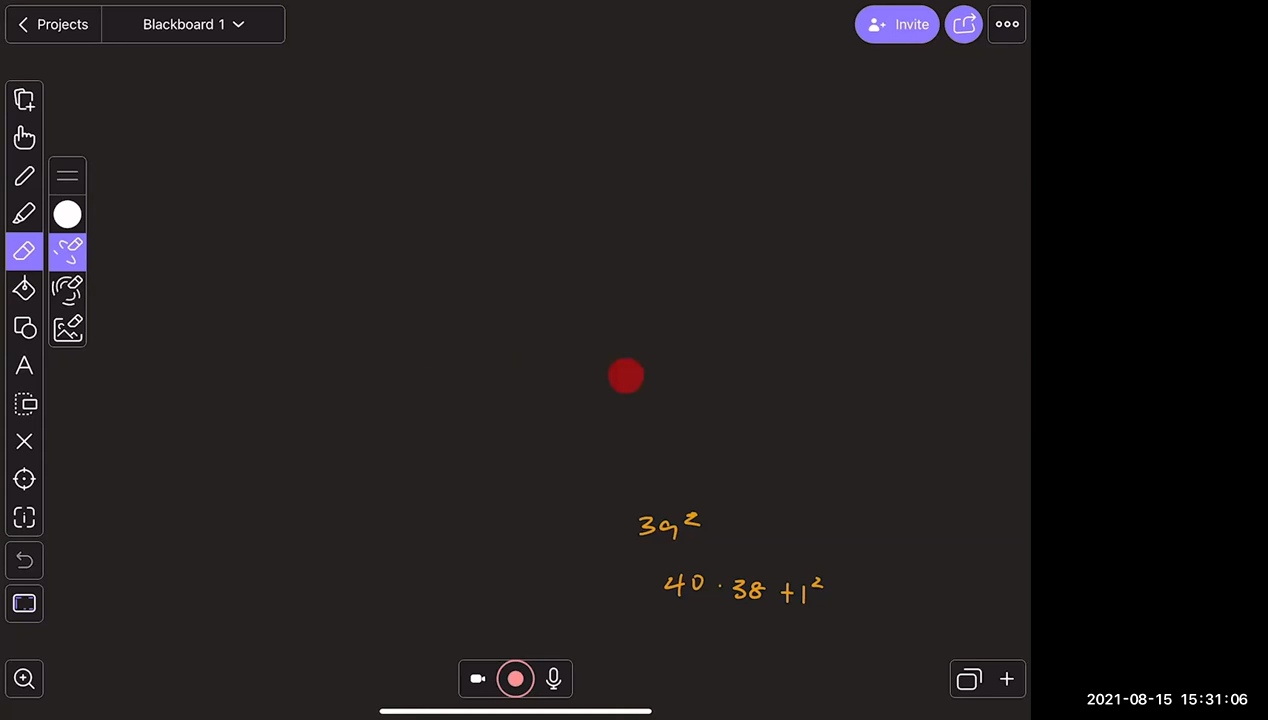 Projects
Blackboard 1
Invite
A
39²
40 · 38 + 1²
2021-08-15 15:31:06